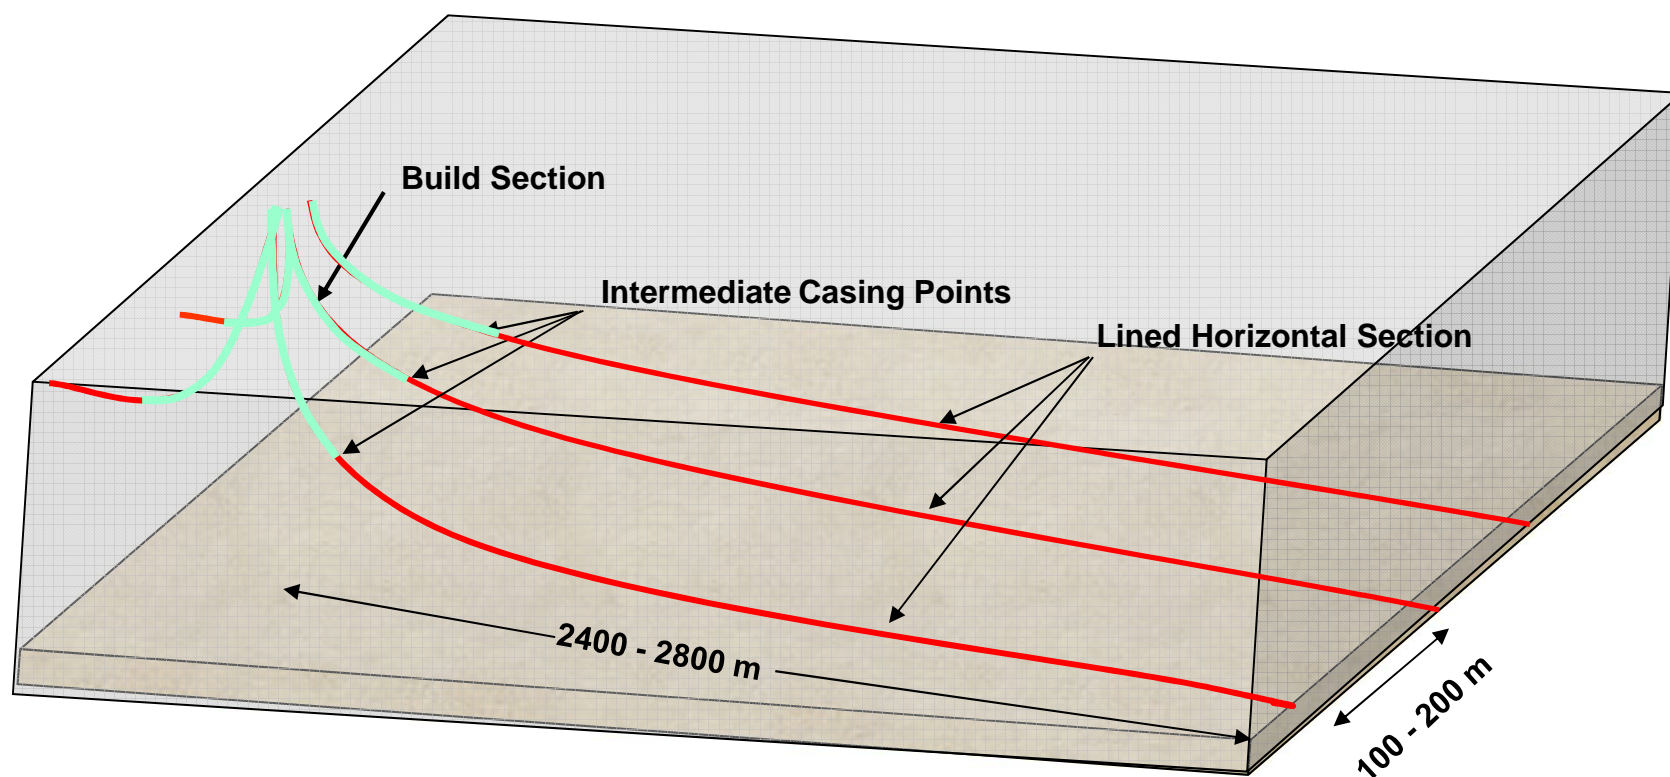 Build Section
Intermediate Casing Points
Lined Horizontal Section
2400 - 2800 m
100 - 200 m